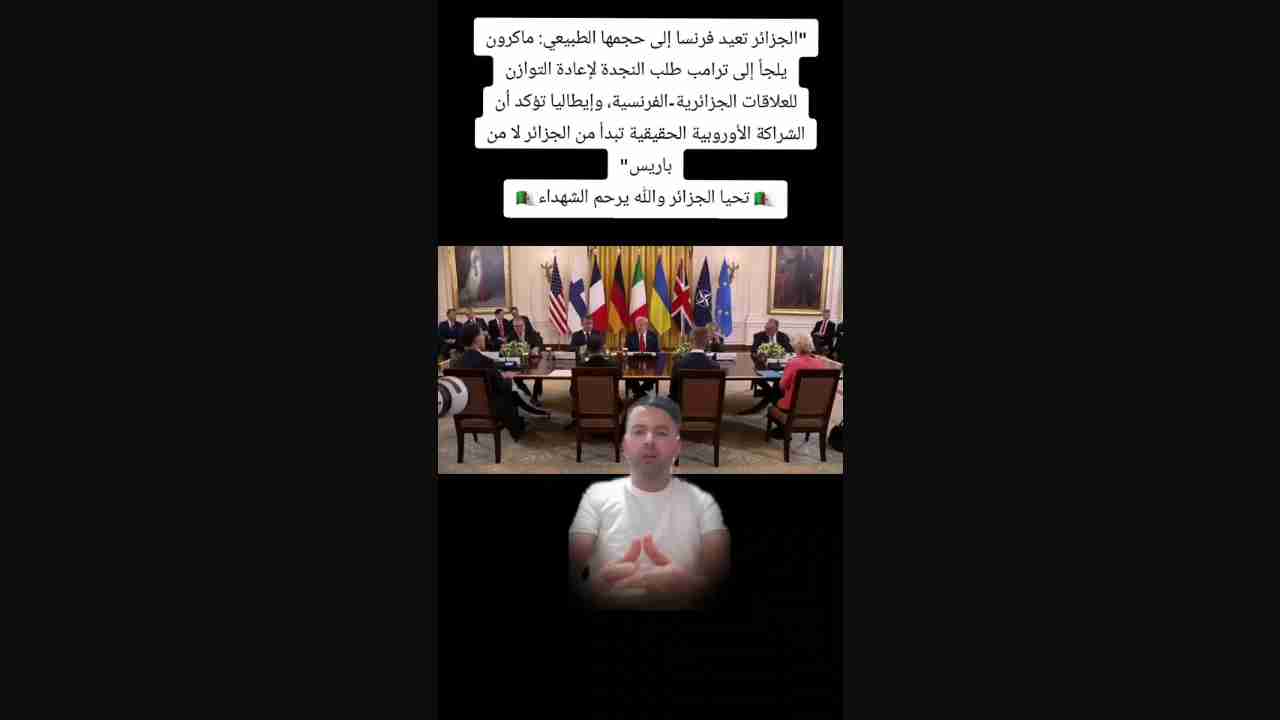 "الجزائر تعيد فرنسا إلى حجمها الطبيعي: ماكرون
يلجأ إلى ترامب طلب النجدة لإعادة التوازن
للعلاقات الجزائرية-الفرنسية، وإيطاليا تؤكد أن
الشراكة الأوروبية الحقيقية تبدأ من الجزائر لا من
باريس"
🇩🇿 تحيا الجزائر والله يرحم الشهداء 🇩🇿